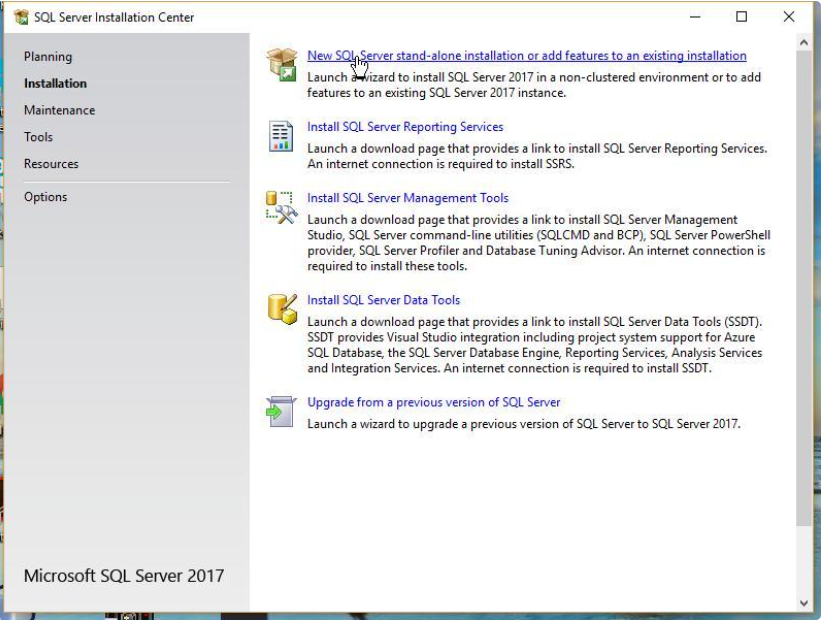 SQL Server Installation Center
Planning
Installation
Maintenance
Tools
Resources
Options
Microsoft SQL Server 2017
New SQL Server stand-alone installation or add features to an existing installation
Launch a wizard to install SQL Server 2017 in a non-clustered environment or to add
features to an existing SQL Server 2017 instance.
Install SQL Server Reporting Services
Launch a download page that provides a link to install SQL Server Reporting Services.
An internet connection is required to install SSRS.
Install SQL Server Management Tools
Launch a download page that provides a link to install SQL Server Management
Studio, SQL Server command-line utilities (SQLCMD and BCP), SQL Server PowerShell
provider, SQL Server Profiler and Database Tuning Advisor. An internet connection is
required to install these tools.
Install SQL Server Data Tools
Launch a download page that provides a link to install SQL Server Data Tools (SSDT).
SSDT provides Visual Studio integration including project system support for Azure
SQL Database, the SQL Server Database Engine, Reporting Services, Analysis Services
and Integration Services. An internet connection is required to install SSDT.
Upgrade from a previous version of SQL Server
Launch a wizard to upgrade a previous version of SQL Server to SQL Server 2017.